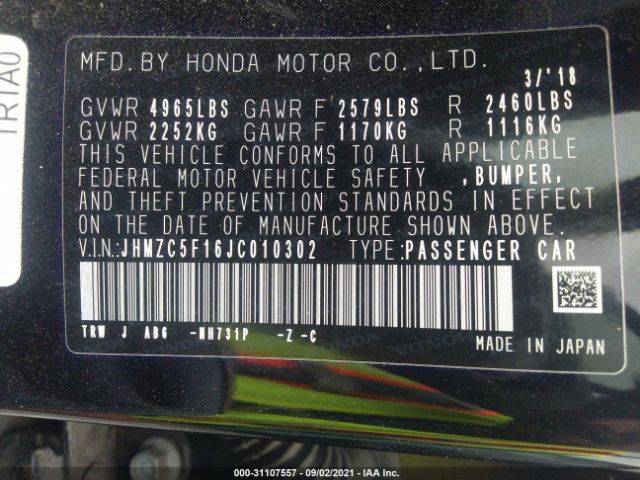 1R1A0
MFD.BY HONDA MOTOR CO.,LTD.
3/'18
GVWR 4965LBS GAWR F 2579LBS R 2460LBS
GVWR 2252KG GAWR F 1170KG R 1116KG
THIS VEHICLE CONFORMS TO ALL APPLICABLE
FEDERAL MOTOR VEHICLE SAFETY ,BUMPER,
AND THEFT PREVENTION STANDARDS IN EFFECT
ON THE DATE OF MANUFACTURE SHOWN ABOVE.
V.I.N:JHMZC5F16JC010302 TYPE:PASSENGER CAR
TRW J AB6 -NH731P -Z -C
MADE IN JAPAN
000-31107557 - 09/02/2021 - IAA Inc.